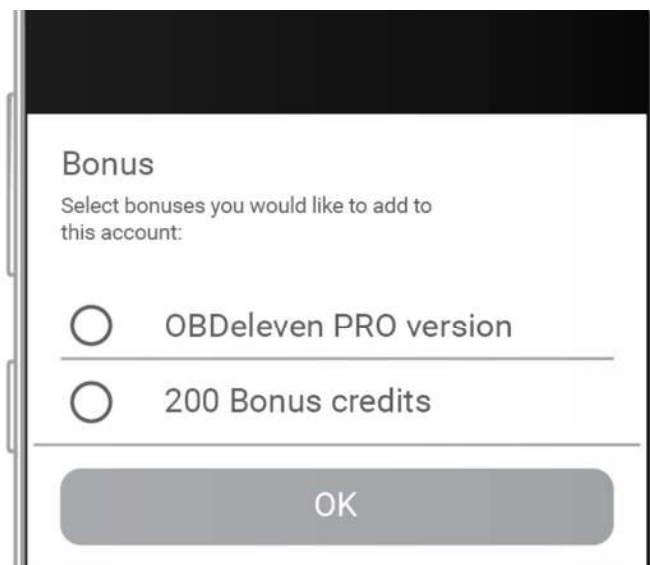 Bonus
Select bonuses you would like to add to
this account:
OBDeleven PRO version
200 Bonus credits
OK